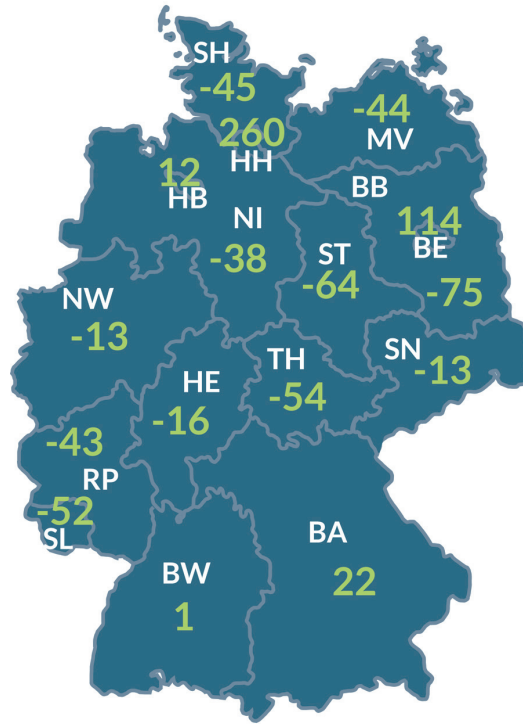 SH
-45
-44
MV
260
HH
12
HB
BB
114
BE
-75
NI
-38
ST
-64
NW
-13
SN
-13
TH
-54
HE
-16
-43
RP
-52
SL
BA
22
BW
1